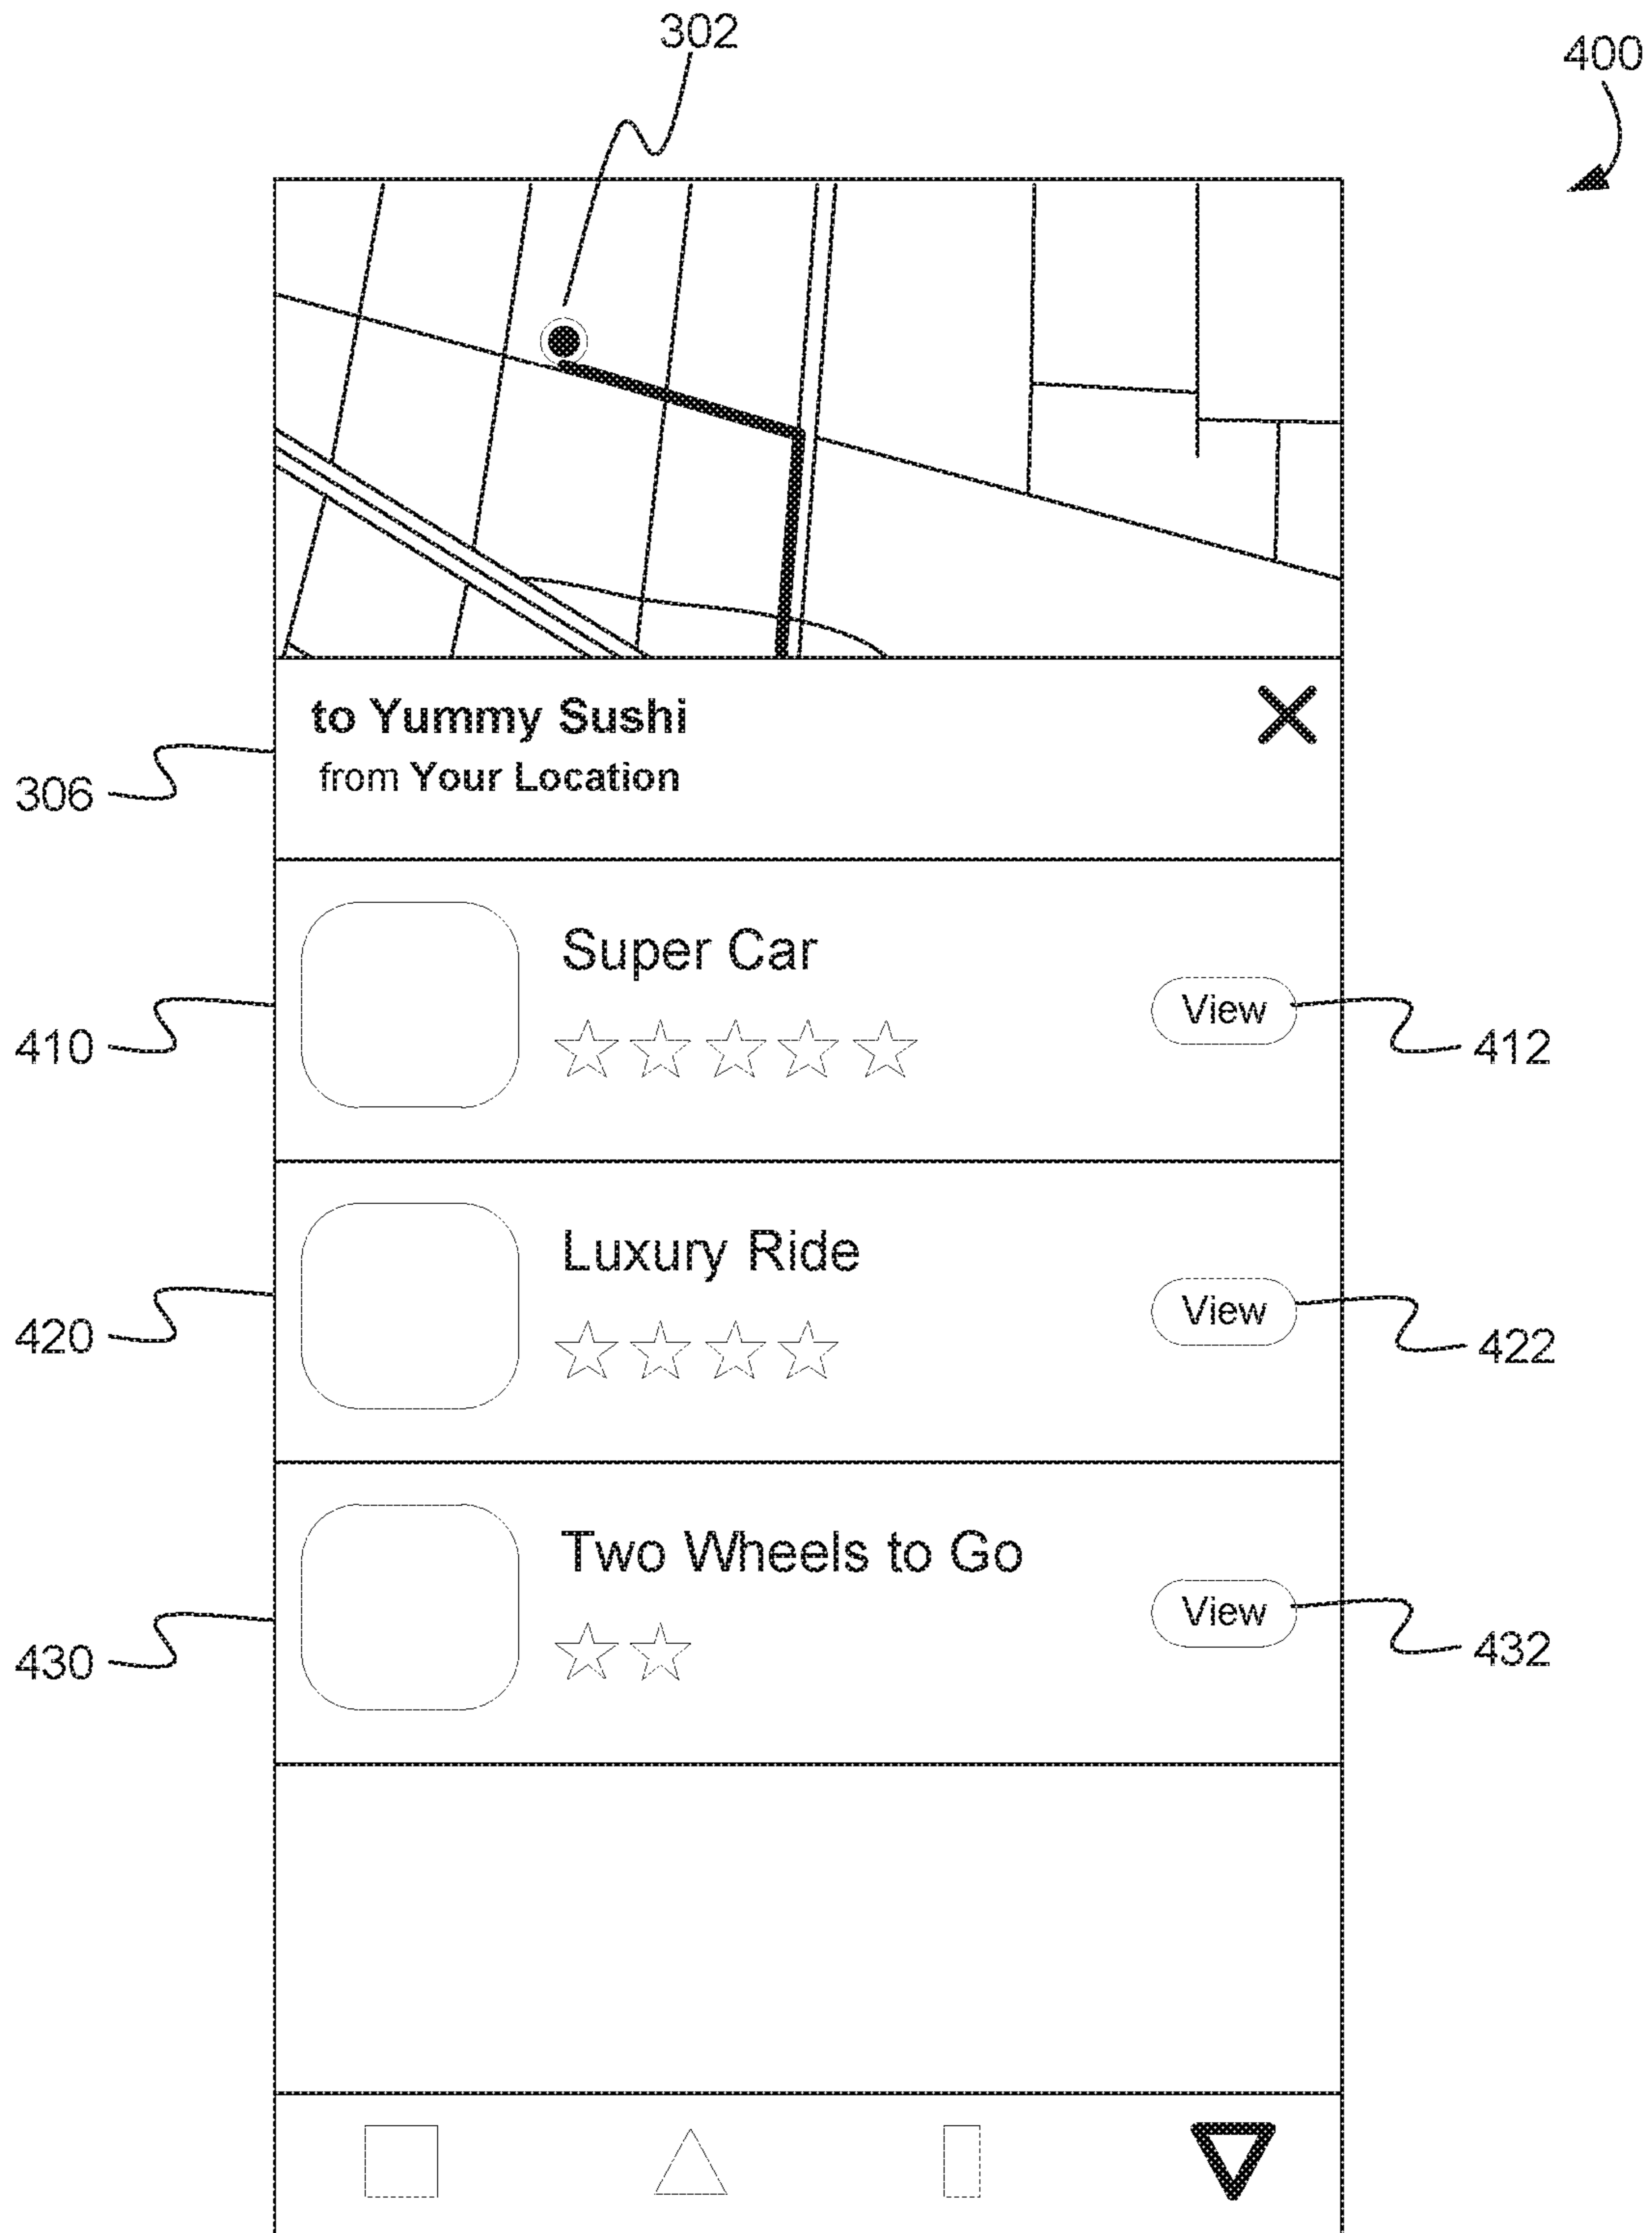 302
400
to Yummy Sushi
from Your Location
306
Super Car
View
410
412
Luxury Ride
View
420
422
Two Wheels to Go
View
430
432